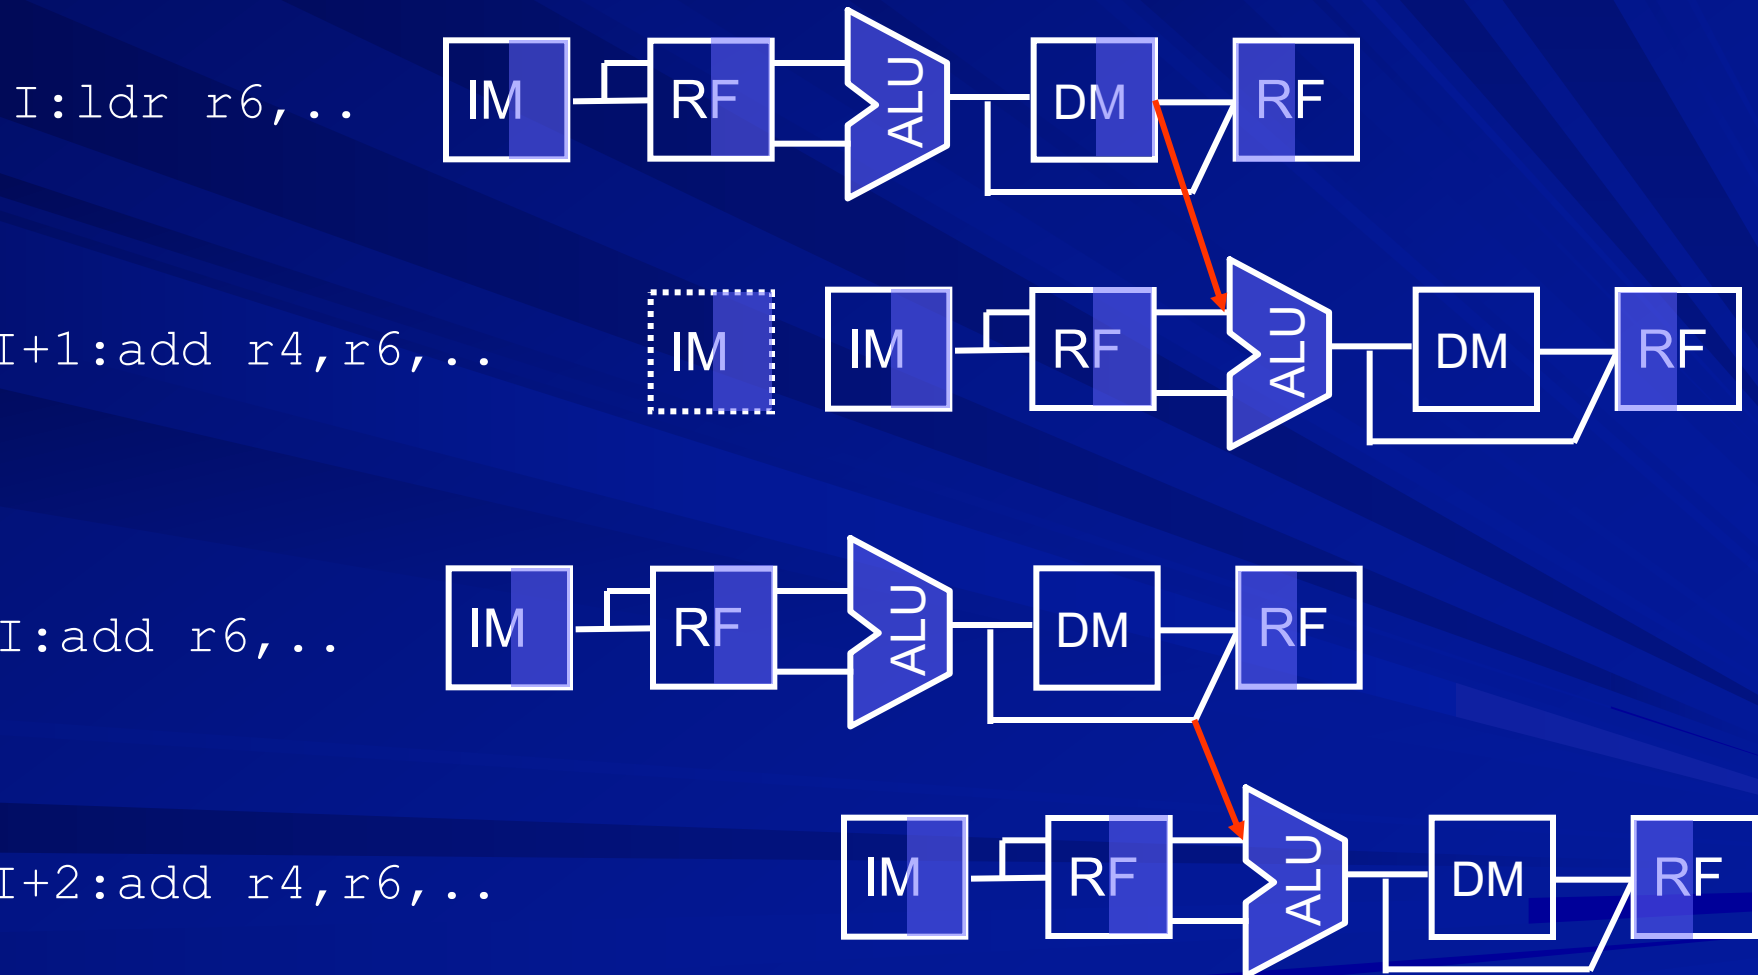 I:ldr r6,.. IM RF ALU DM RF
I+1:add r4,r6,.. IM IM RF ALU DM RF
I:add r6,.. IM RF ALU DM RF
I+2:add r4,r6,.. IM RF ALU DM RF